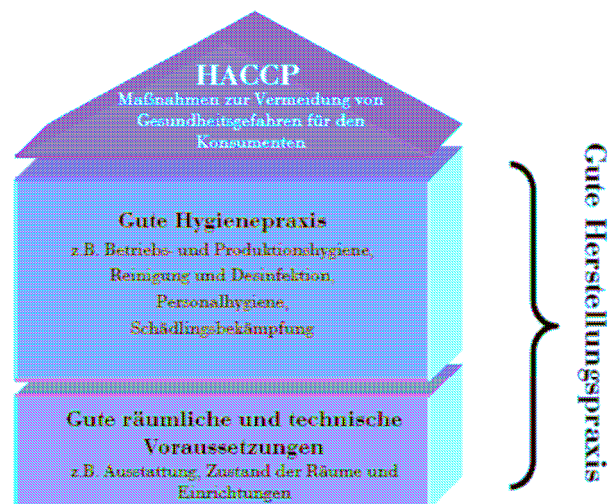 HACCP
Maßnahmen zur Vermeidung von
Gesundheitsgefahren für den
Konsumenten
Gute Hygienepraxis
z.B. Betriebs- und Produktionshygiene,
Reinigung und Desinfektion,
Personalhygiene,
Schädlingsbekämpfung
Gute räumliche und technische
Voraussetzungen
z.B. Ausstattung, Zustand der Räume und
Einrichtungen
Gute Herstellungspraxis